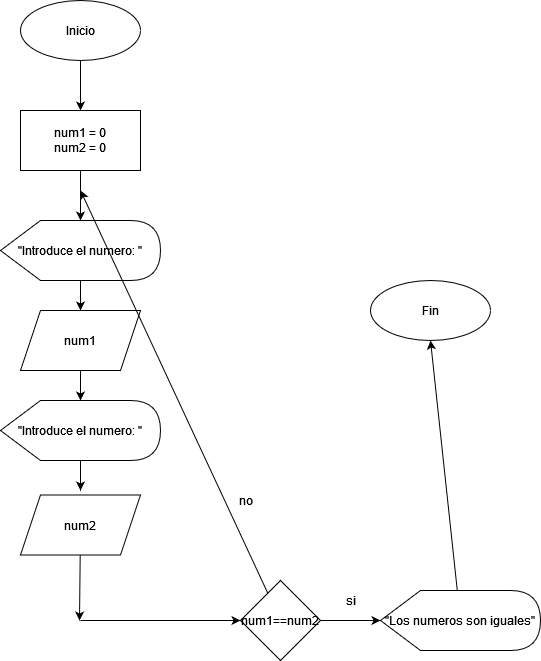 Inicio
num1 = 0
num2 = 0
"Introduce el numero: "
num1
"Introduce el numero: "
num2
no
num1==num2
si
"Los numeros son iguales"
Fin